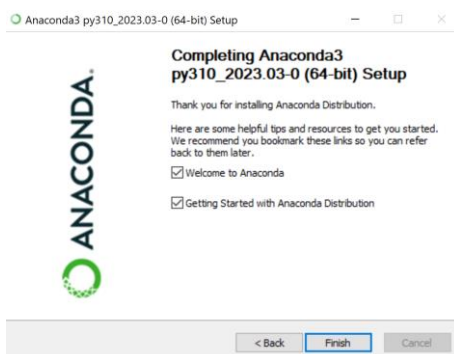 Anaconda3 py310_2023.03-0 (64-bit) Setup
Completing Anaconda3
py310_2023.03-0 (64-bit) Setup
Thank you for installing Anaconda Distribution.
Here are some helpful tips and resources to get you started.
We recommend you bookmark these links so you can refer
back to them later.
Welcome to Anaconda
Getting Started with Anaconda Distribution
ANACONDA.
< Back
Finish
Cancel